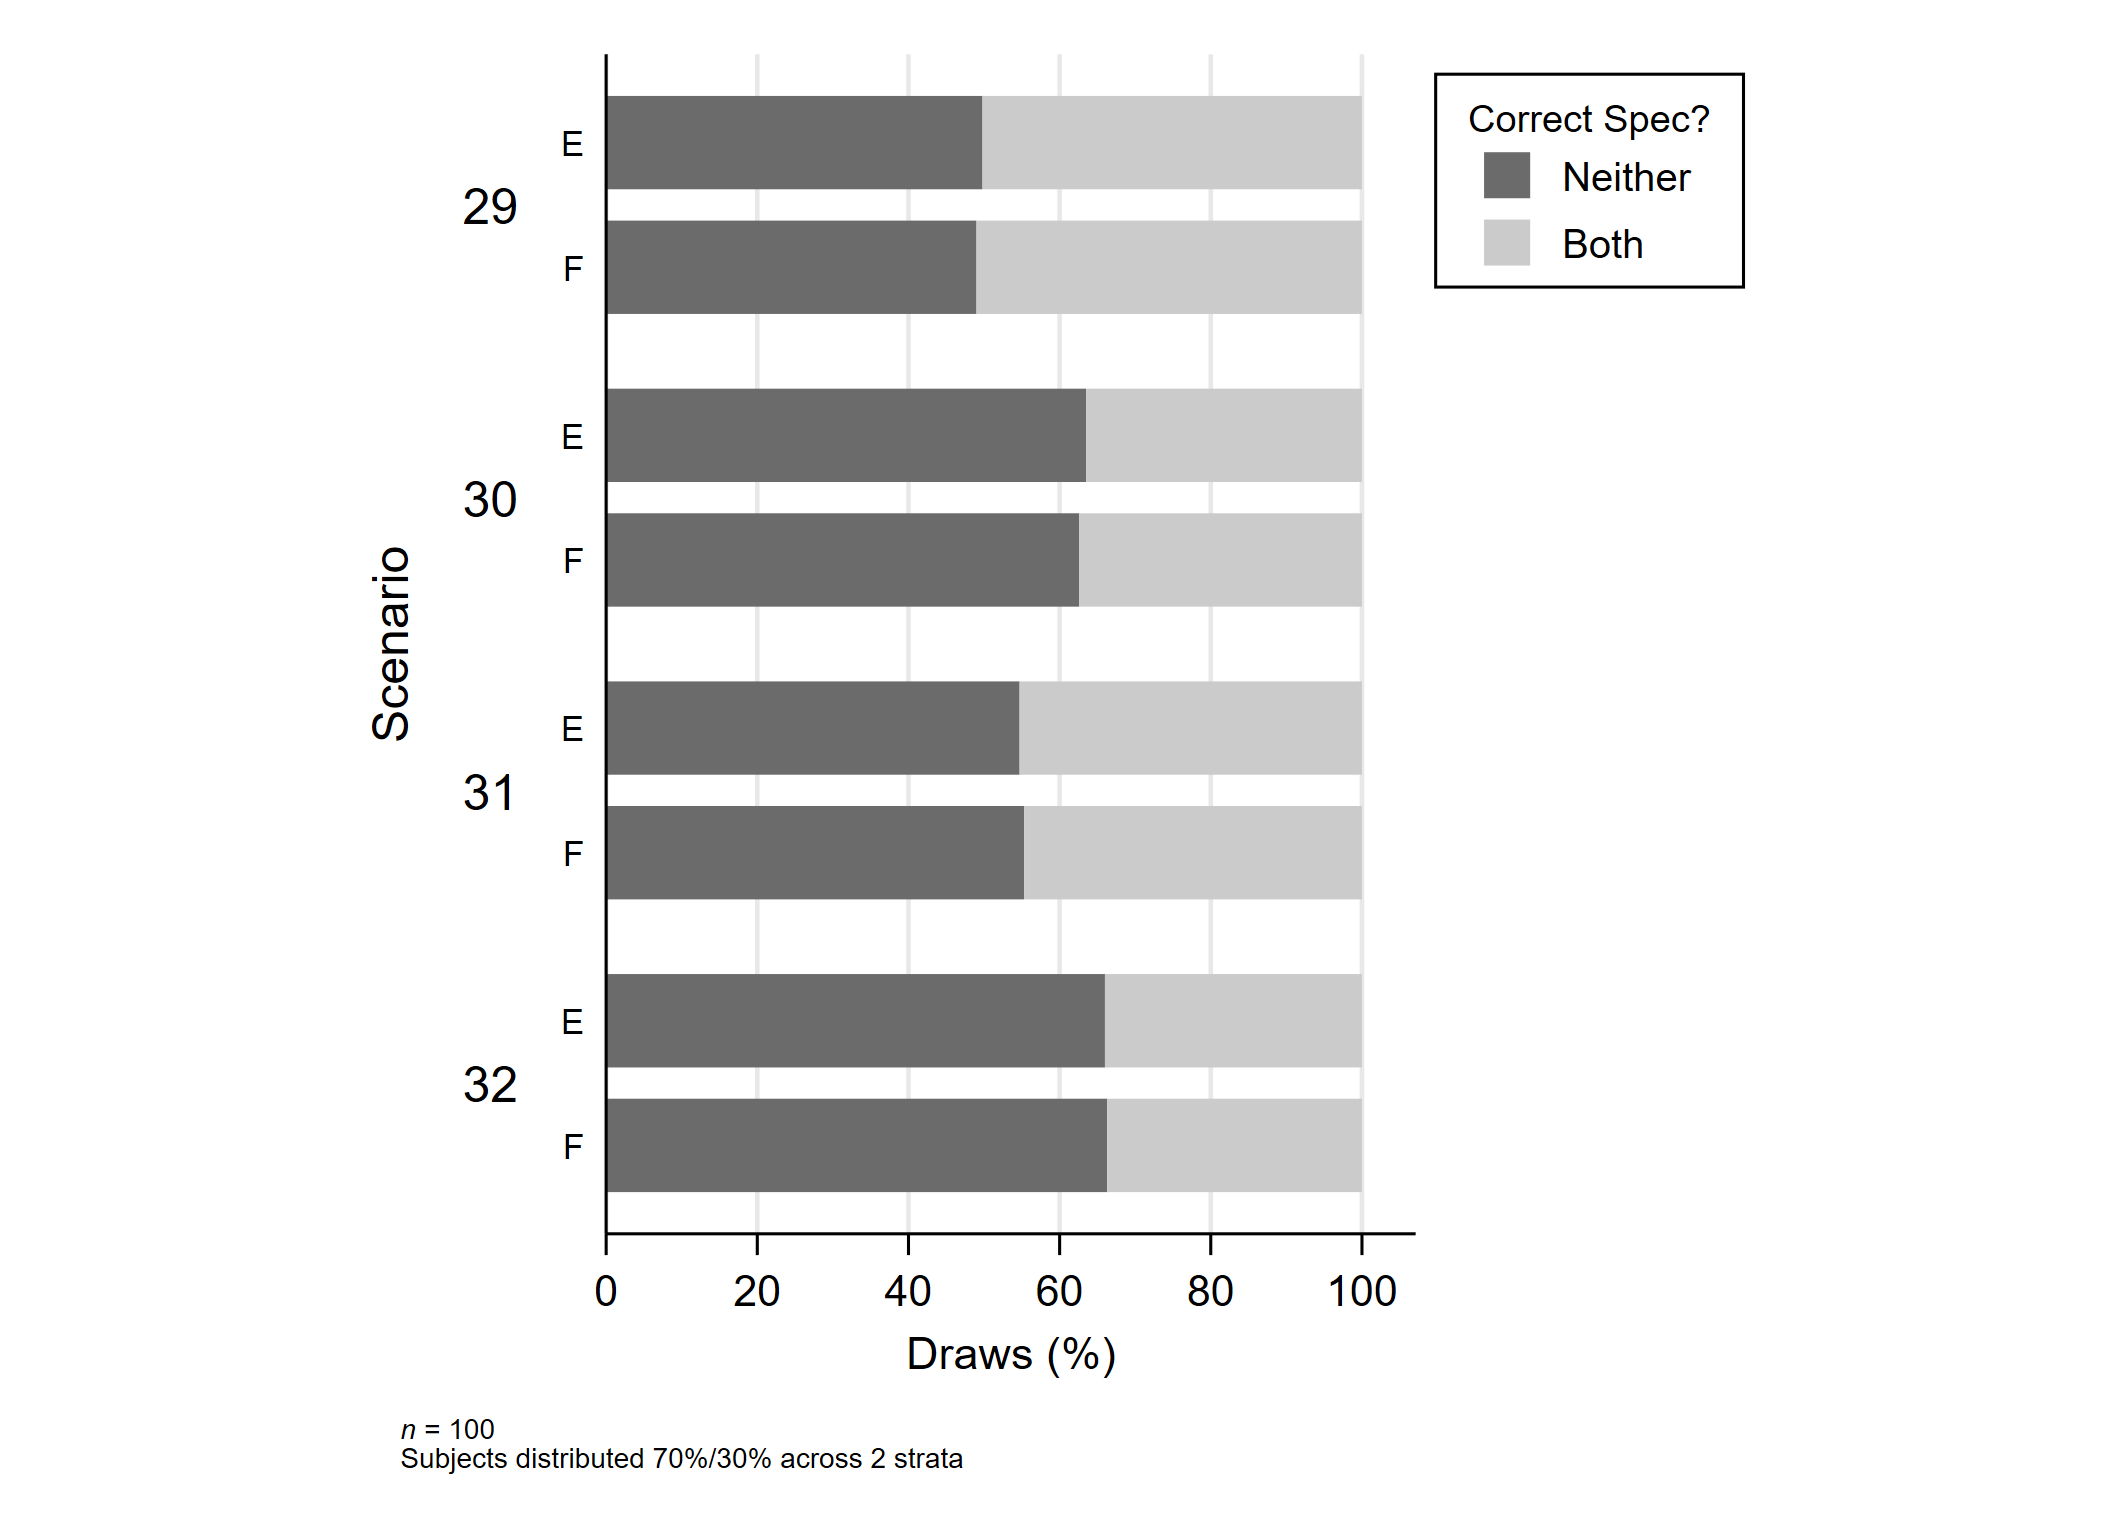 Correct Spec?
Neither
Both
Scenario
29
E
F
30
E
F
31
E
F
32
E
F
0 20 40 60 80 100
Draws (%)
n = 100
Subjects distributed 70%/30% across 2 strata